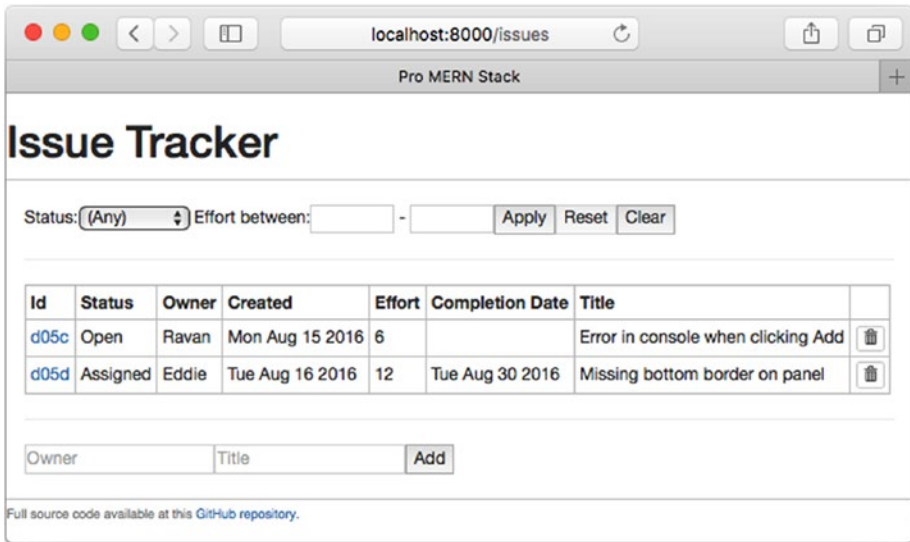 localhost:8000/issues
Pro MERN Stack
Issue Tracker
Status: (Any) Effort between: - Apply Reset Clear
Id Status Owner Created Effort Completion Date Title
d05c Open Ravan Mon Aug 15 2016 6 Error in console when clicking Add
d05d Assigned Eddie Tue Aug 16 2016 12 Tue Aug 30 2016 Missing bottom border on panel
Owner Title Add
Full source code available at this GitHub repository.